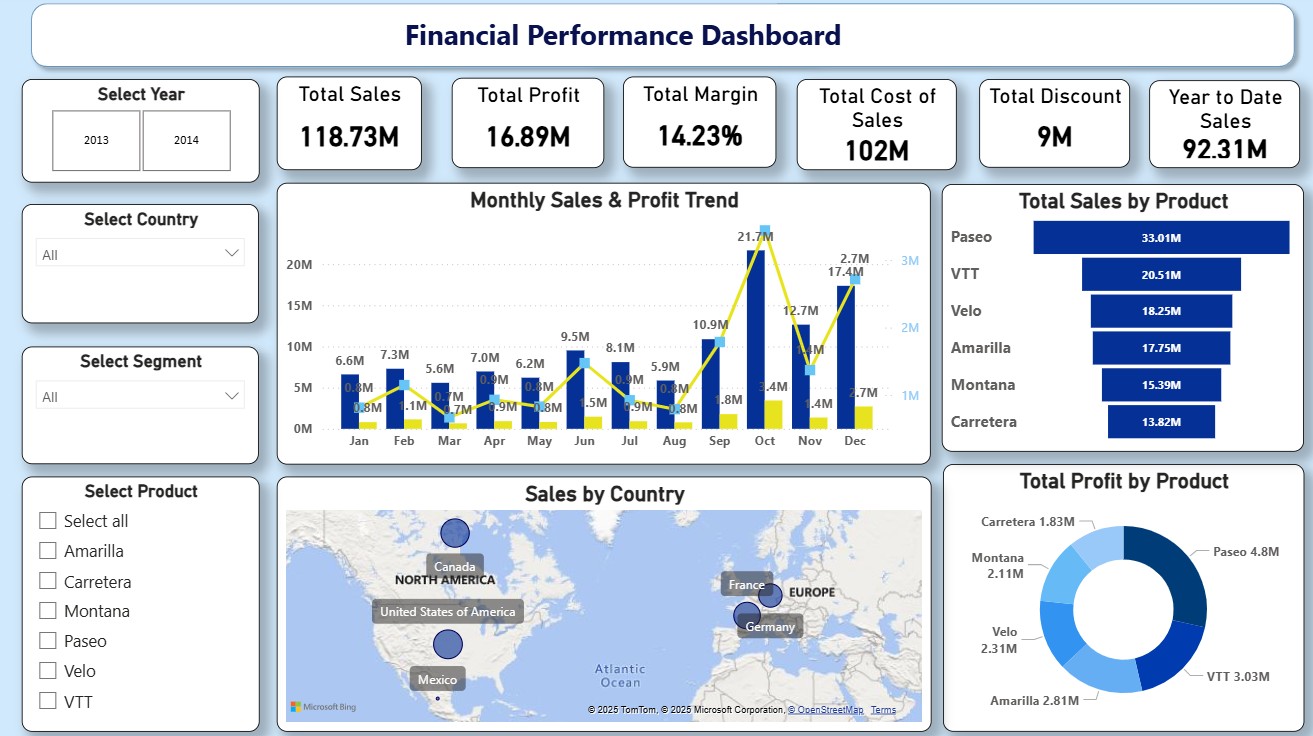 Financial Performance Dashboard
Select Year
2013
2014
Total Sales
118.73M
Total Profit
16.89M
Total Margin
14.23%
Total Cost of
Sales
102M
Total Discount
9M
Year to Date
Sales
92.31M
Select Country
All
Select Segment
All
Select Product
Select all
Amarilla
Carretera
Montana
Paseo
Velo
VTT
Monthly Sales & Profit Trend
20M
15M
10M
5M
0M
3M
2M
1M
6.6M
7.3M
5.6M
7.0M
6.2M
9.5M
8.1M
5.9M
10.9M
21.7M
12.7M
17.4M
2.7M
0.8M
0.7M
0.9M
0.8M
0.9M
0.8M
0.8M
1.1M
0.7M
0.9M
0.8M
1.5M
0.9M
0.8M
1.8M
3.4M
1.4M
2.7M
Jan
Feb
Mar
Apr
May
Jun
Jul
Aug
Sep
Oct
Nov
Dec
Total Sales by Product
Paseo 33.01M
VTT 20.51M
Velo 18.25M
Amarilla 17.75M
Montana 15.39M
Carretera 13.82M
Sales by Country
Canada
NORTH AMERICA
United States of America
Mexico
France
EUROPE
Germany
Atlantic
Ocean
Microsoft Bing
© 2025 TomTom, © 2025 Microsoft Corporation, © OpenStreetMap Terms
Total Profit by Product
Carretera 1.83M
Paseo 4.8M
Montana
2.11M
Velo
2.31M
VTT 3.03M
Amarilla 2.81M